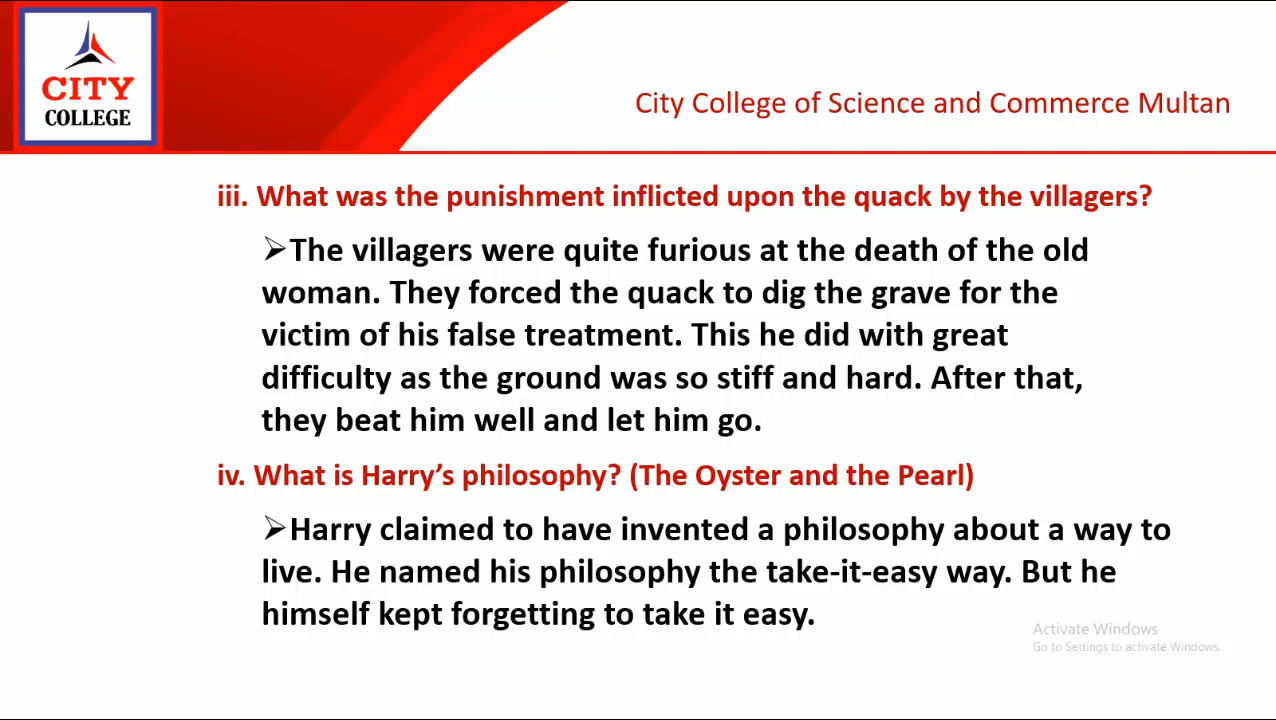 CITY
COLLEGE
City College of Science and Commerce Multan
iii. What was the punishment inflicted upon the quack by the villagers?
➢The villagers were quite furious at the death of the old
woman. They forced the quack to dig the grave for the
victim of his false treatment. This he did with great
difficulty as the ground was so stiff and hard. After that,
they beat him well and let him go.
iv. What is Harry’s philosophy? (The Oyster and the Pearl)
➢Harry claimed to have invented a philosophy about a way to
live. He named his philosophy the take-it-easy way. But he
himself kept forgetting to take it easy.
Activate Windows
Go to Settings to activate Windows.